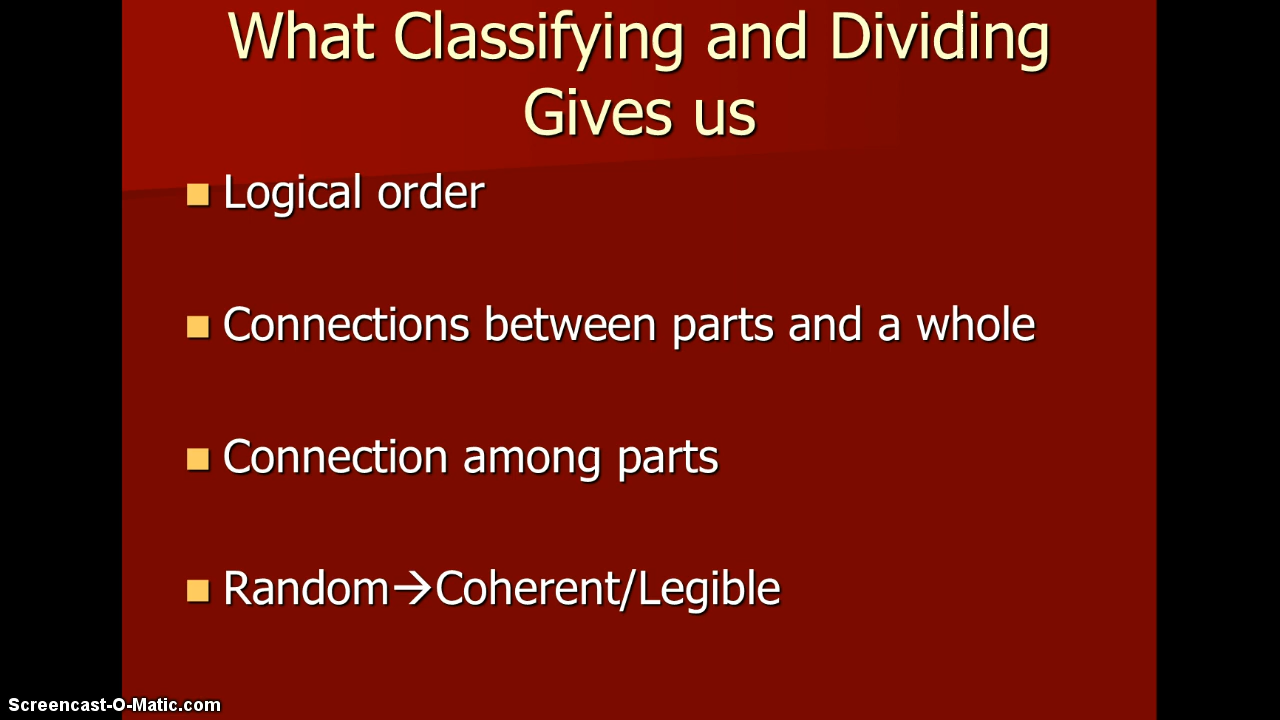 What Classifying and Dividing
Gives us
Logical order
Connections between parts and a whole
Connection among parts
Random→Coherent/Legible
Screencast-O-Matic.com